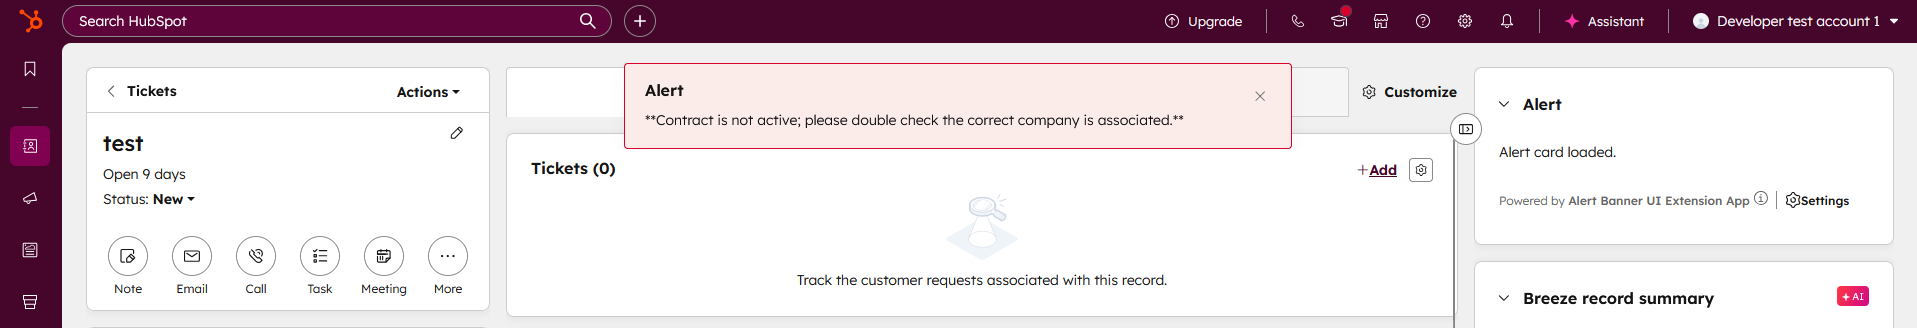 Search HubSpot
Upgrade
Assistant
Developer test account 1
Tickets
Actions
test
Open 9 days
Status: New
Note Email Call Task Meeting More
Alert
**Contract is not active; please double check the correct company is associated.**
Customize
Tickets (0)
+Add
Track the customer requests associated with this record.
Alert
Alert card loaded.
Powered by Alert Banner UI Extension App
Settings
Breeze record summary
AI